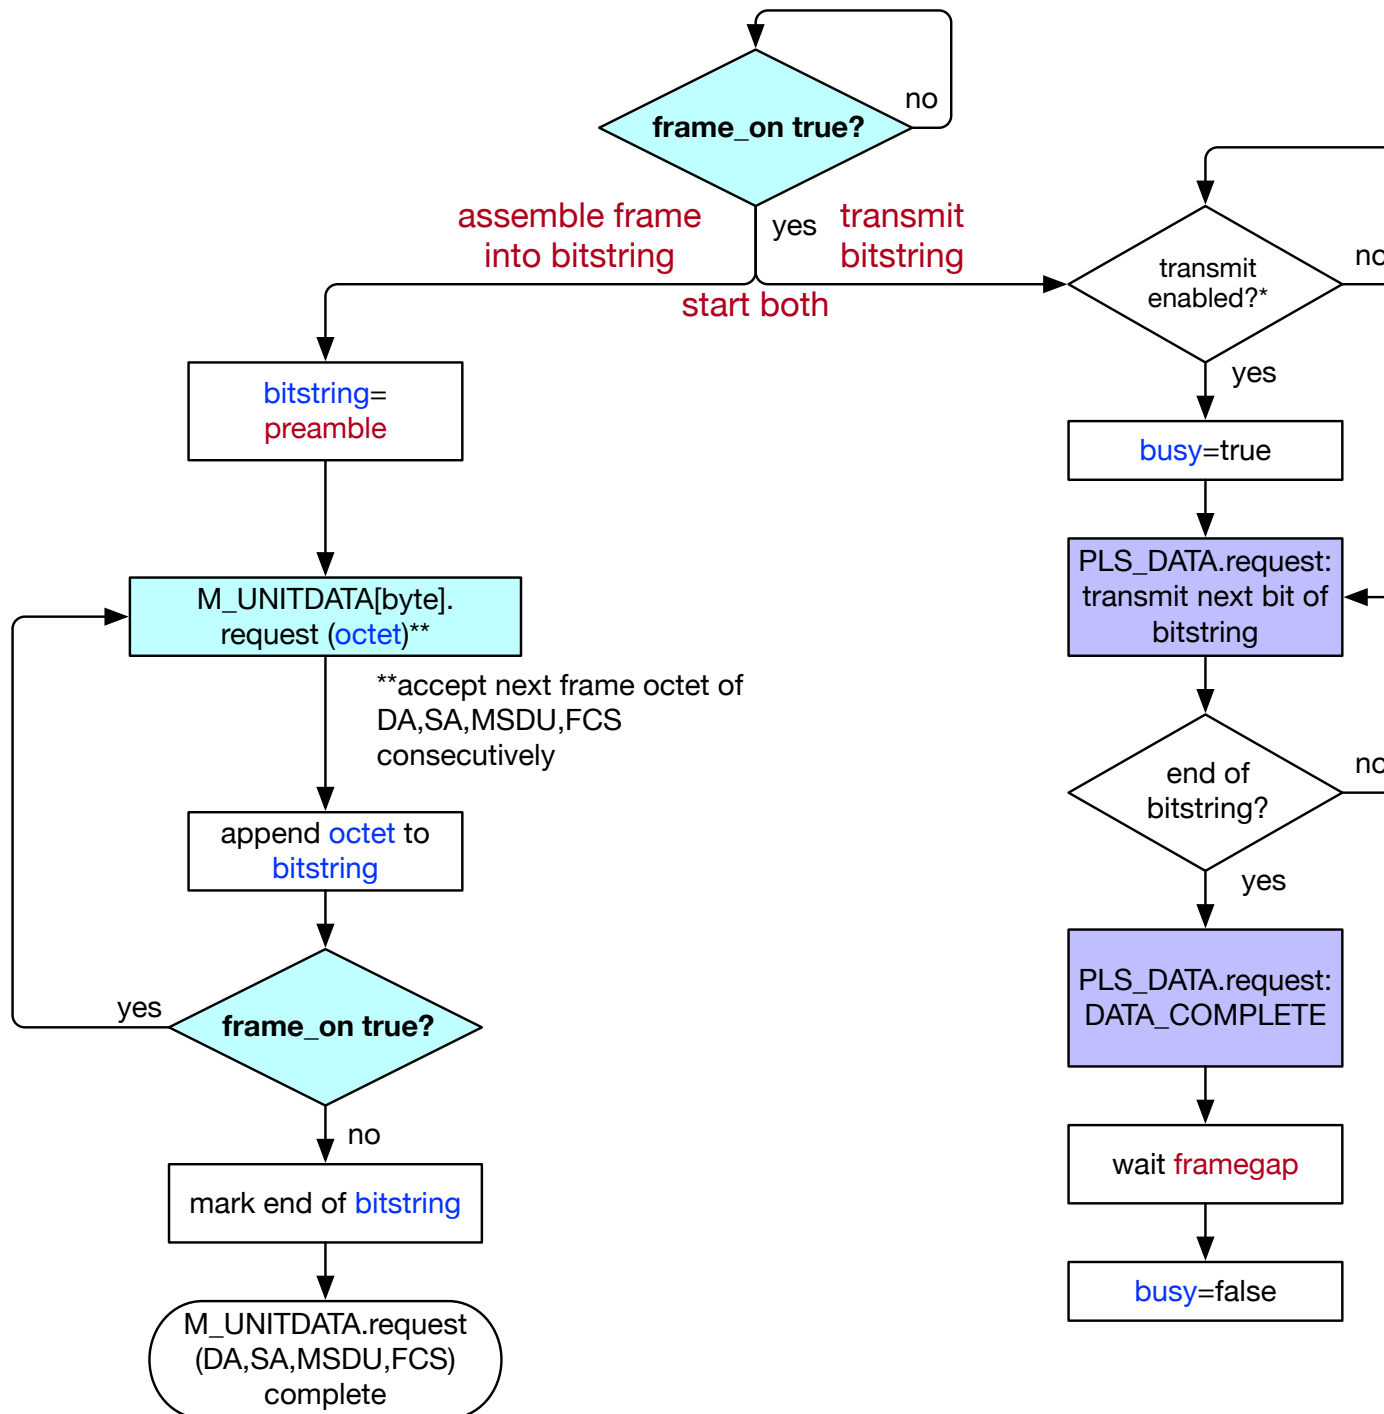 no
frame_on true?
assemble frame
into bitstring
yes
transmit
bitstring
start both
transmit
enabled?*
no
yes
bitstring=
preamble
busy=true
M_UNITDATA[byte].
request (octet)**
PLS_DATA.request:
transmit next bit of
bitstring
**accept next frame octet of
DA,SA,MSDU,FCS
consecutively
end of
bitstring?
no
append octet to
bitstring
yes
frame_on true?
yes
PLS_DATA.request:
DATA_COMPLETE
no
wait framegap
mark end of bitstring
busy=false
M_UNITDATA.request
(DA,SA,MSDU,FCS)
complete